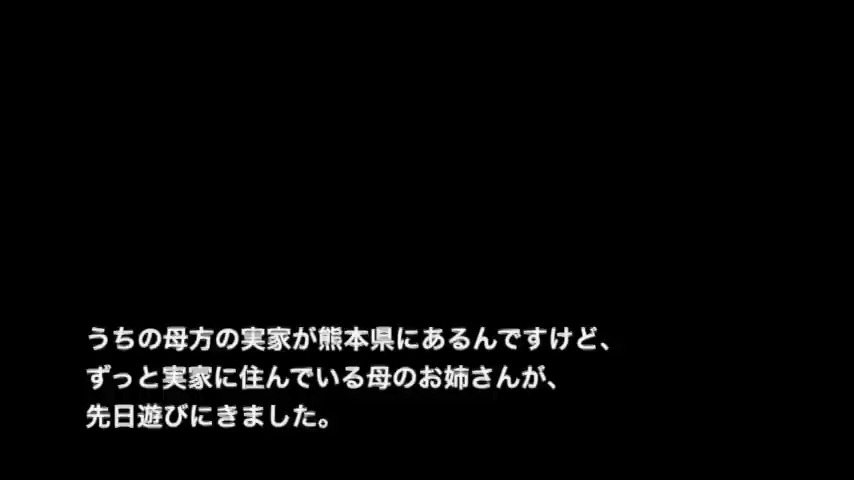 うちの母方の実家が熊本県にあるんですけど、
ずっと実家に住んでいる母のお姉さんが、
先日遊びにきました。